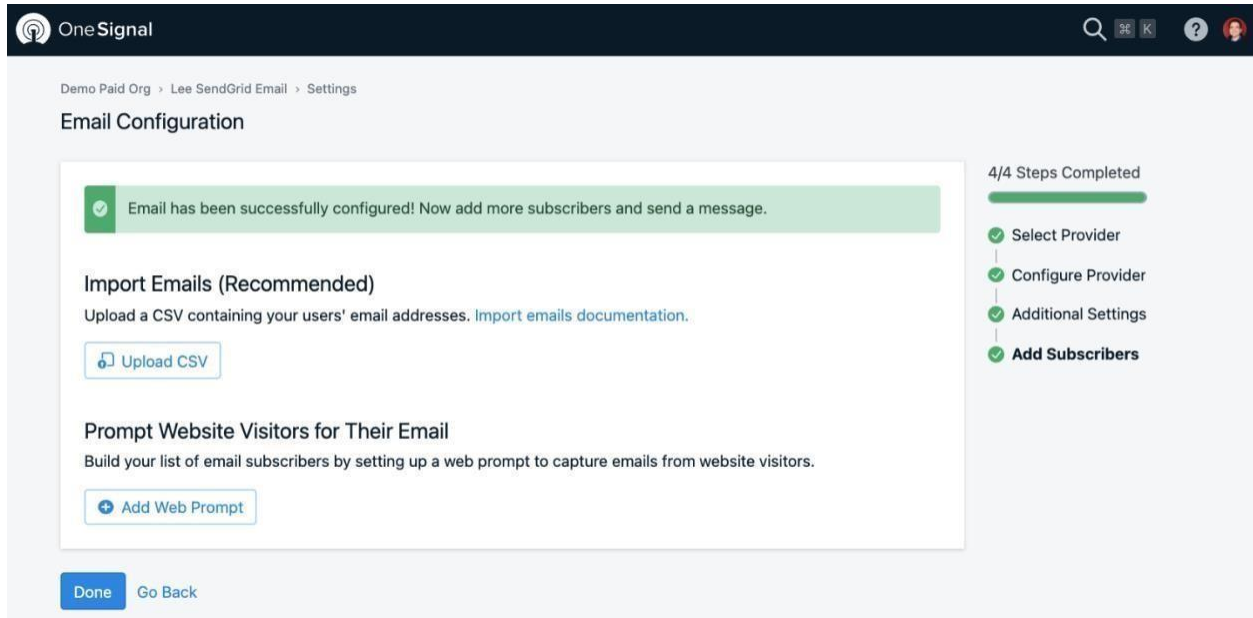 OneSignal
⌘ K
?
Demo Paid Org › Lee SendGrid Email › Settings
Email Configuration
Email has been successfully configured! Now add more subscribers and send a message.
Import Emails (Recommended)
Upload a CSV containing your users' email addresses. Import emails documentation.
Upload CSV
Prompt Website Visitors for Their Email
Build your list of email subscribers by setting up a web prompt to capture emails from website visitors.
Add Web Prompt
Done Go Back
4/4 Steps Completed
Select Provider
Configure Provider
Additional Settings
Add Subscribers